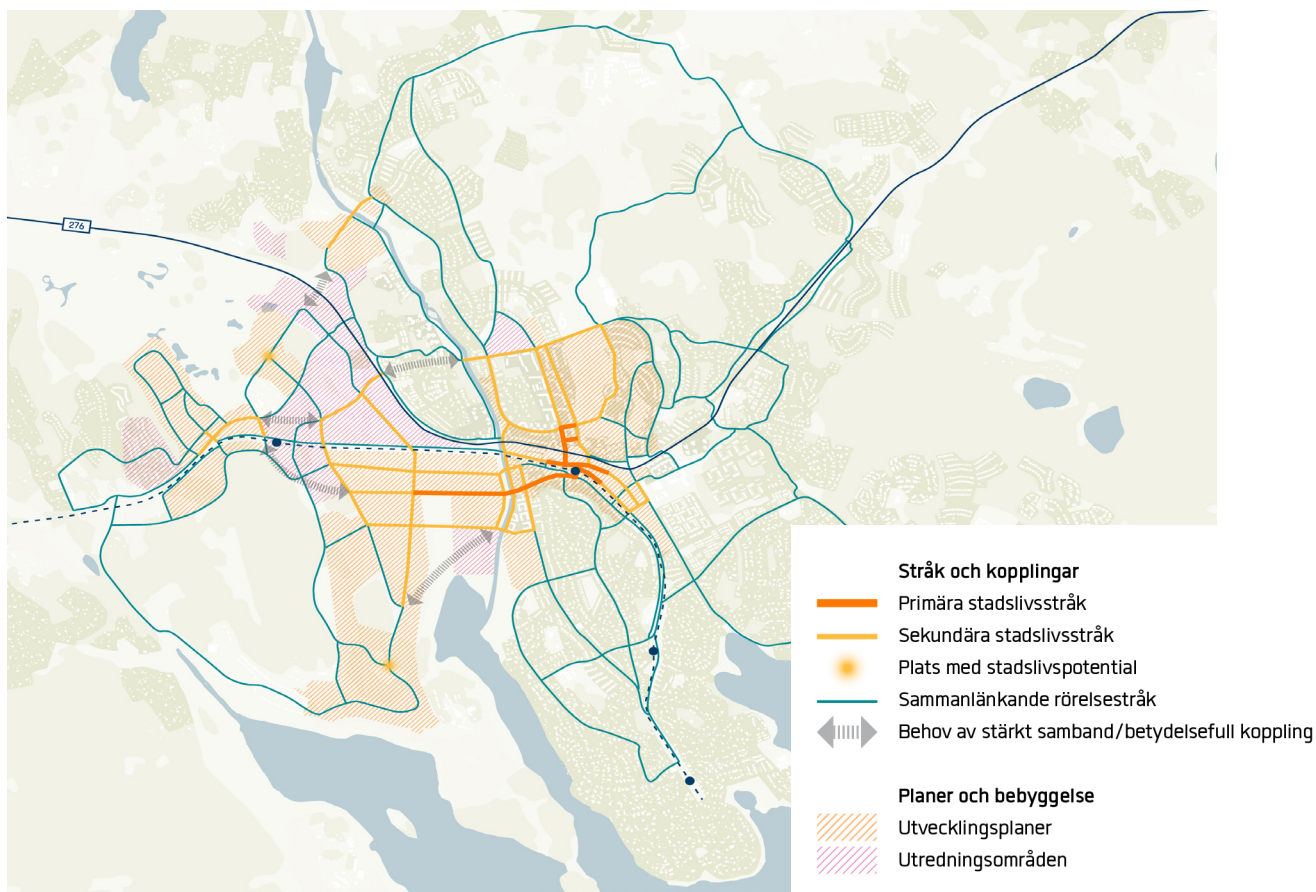 276
Stråk och kopplingar
Primära stadslivsstråk
Sekundära stadslivsstråk
Plats med stadslivspotential
Sammanlänkande rörelsestråk
Behov av stärkt samband/betydelsefull koppling
Planer och bebyggelse
Utvecklingsplaner
Utredningsområden